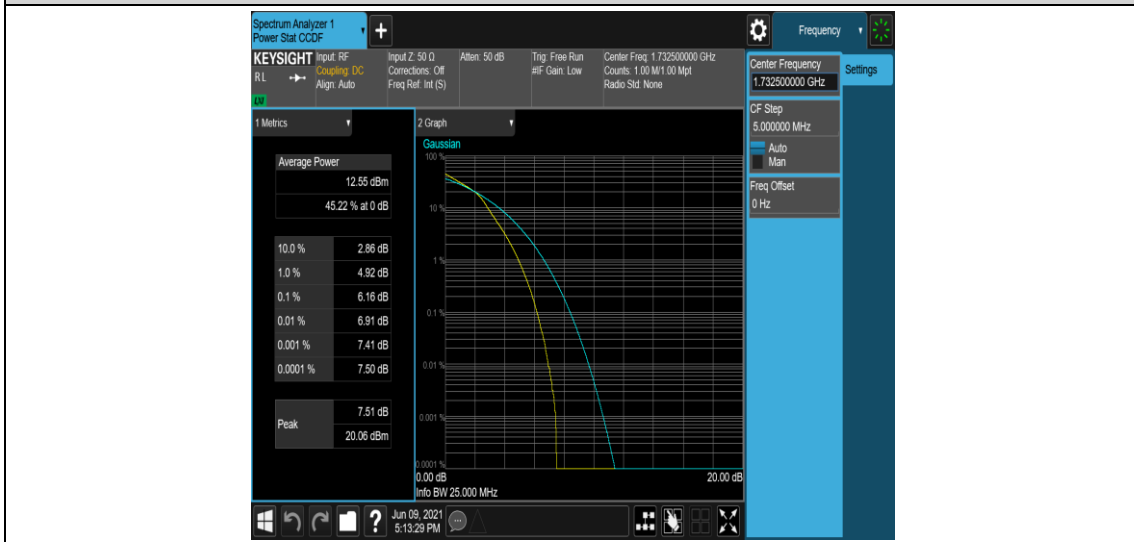 Spectrum Analyzer 1
Power Stat CCDF
+
Frequency
KEYSIGHT
RL
LXI
Input: RF
Coupling: DC
Align: Auto
Input Z: 50 Ω
Corrections: Off
Freq Ref: Int (S)
Atten: 50 dB
Trig: Free Run
#IF Gain: Low
Center Freq: 1.732500000 GHz
Counts: 1.00 M/1.00 Mpt
Radio Std: None
Center Frequency
1.732500000 GHz
Settings
CF Step
5.000000 MHz
Auto
Man
Freq Offset
0 Hz
1 Metrics
Average Power
12.55 dBm
45.22 % at 0 dB
10.0 % 2.86 dB
1.0 % 4.92 dB
0.1 % 6.16 dB
0.01 % 6.91 dB
0.001 % 7.41 dB
0.0001 % 7.50 dB
Peak
7.51 dB
20.06 dBm
2 Graph
Gaussian
100 %
10 %
1 %
0.1 %
0.01 %
0.001 %
0.0001 %
0.00 dB 20.00 dB
Info BW 25.000 MHz
?
Jun 09, 2021
5:13:29 PM